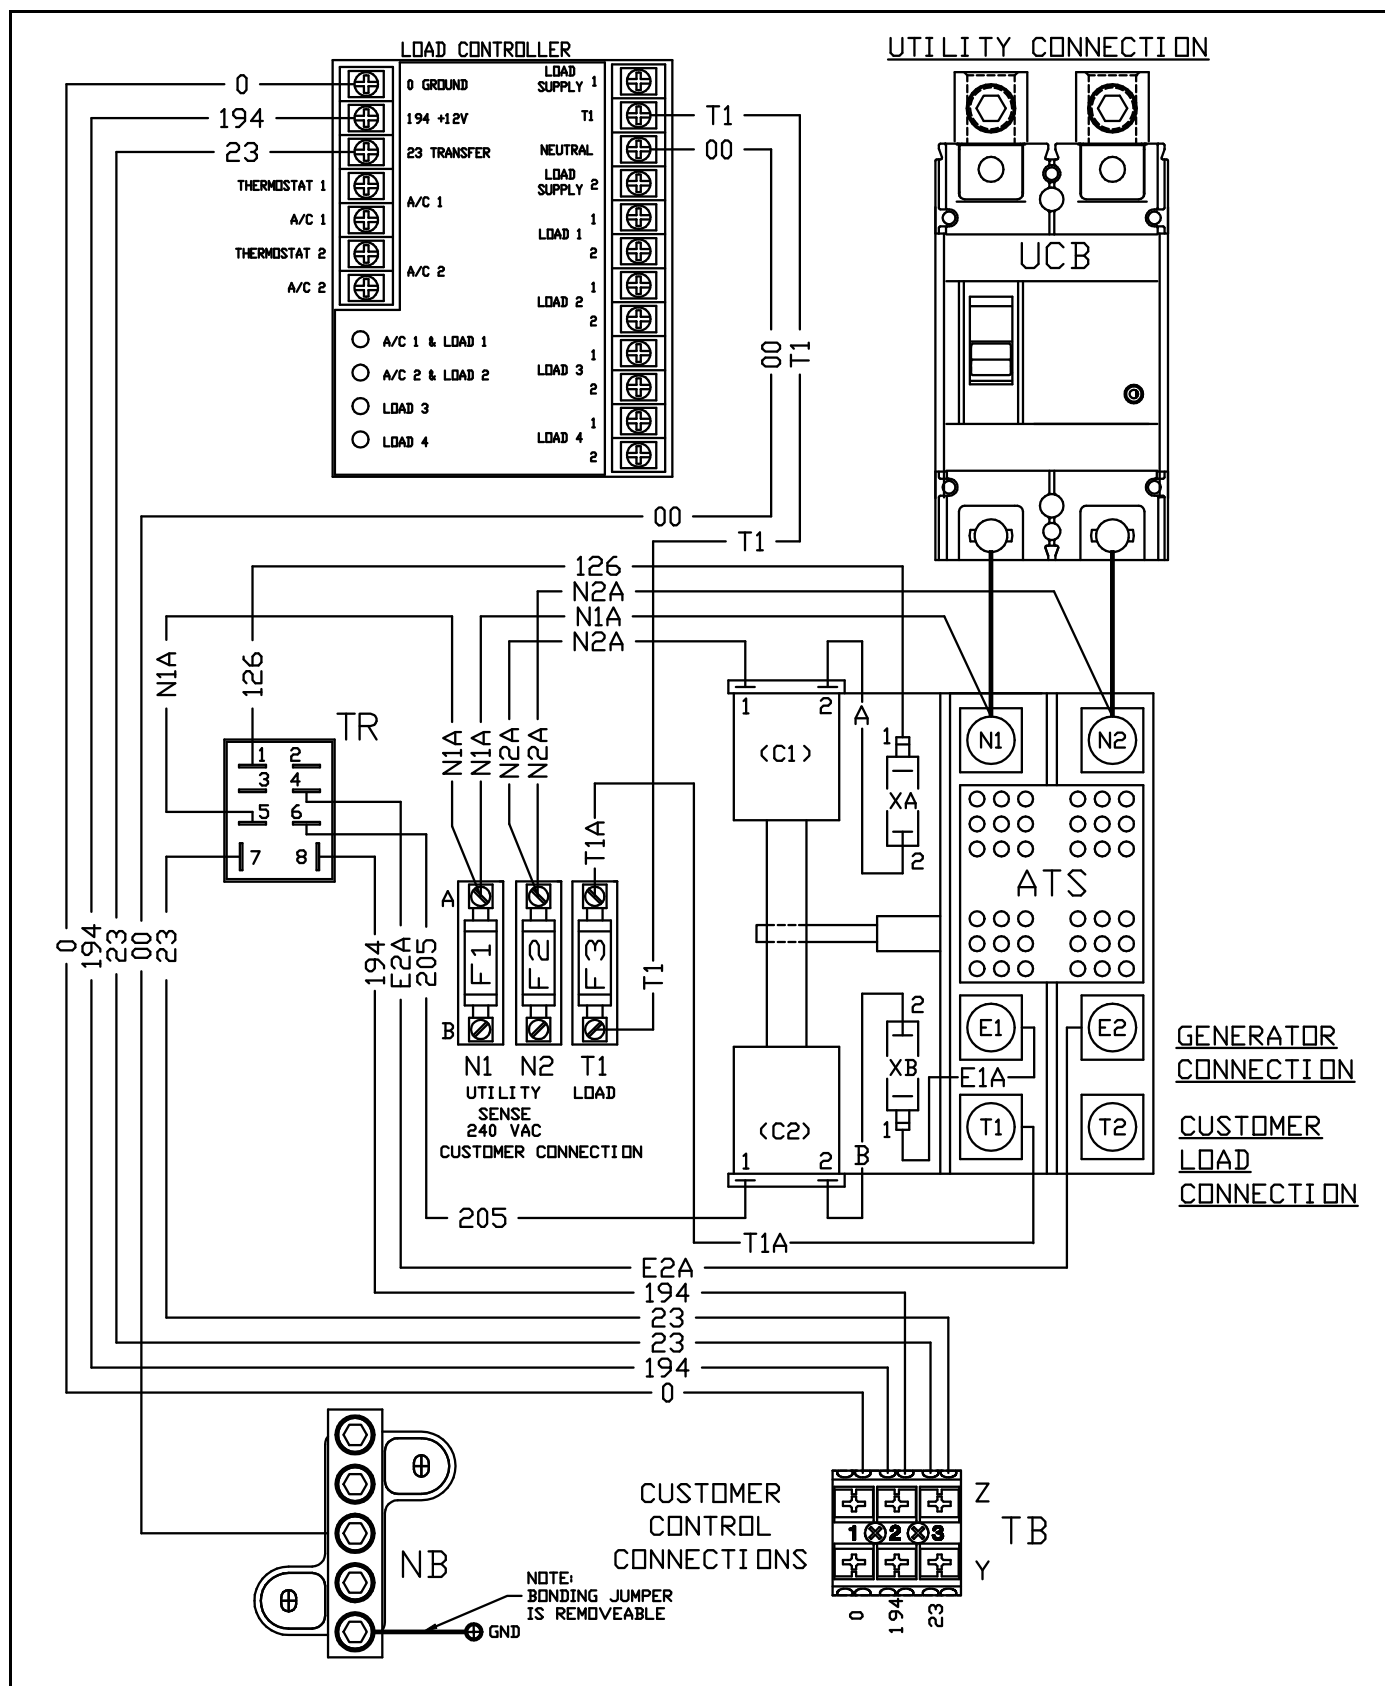 LOAD CONTROLLER
UTILITY CONNECTION
0
0 GROUND
LOAD
SUPPLY 1
194
194 +12V
T1
T1
23
23 TRANSFER
NEUTRAL
00
THERMOSTAT 1
LOAD
SUPPLY 2
A/C 1
A/C 1
1
LOAD 1
2
THERMOSTAT 2
A/C 2
A/C 2
1
LOAD 2
2
UCB
A/C 1 & LOAD 1
1
LOAD 3
2
A/C 2 & LOAD 2
LOAD 3
1
LOAD 4
2
LOAD 4
00
T1
00
T1
126
N2A
N1A
N2A
N1A
126
TR
1 2
3 4
5 6
7 8
N1A
N1A
N2A
N2A
1 2
A
(C1)
1
XA
2
N1
N2
ATS
T1A
A
F1
F2
F3
B
T1
0
194
23
00
23
194
E2A
205
N1
N2
T1
UTILITY
SENSE
240 VAC
LOAD
CUSTOMER CONNECTION
2
XB
1
E1A
(C2)
1 2
B
E1
E2
T1
T2
GENERATOR
CONNECTION
CUSTOMER
LOAD
CONNECTION
205
T1A
E2A
194
23
23
194
0
CUSTOMER
CONTROL
CONNECTIONS
Z
1 2 3
TB
Y
0
194
23
NB
NOTE:
BONDING JUMPER
IS REMOVEABLE
GND